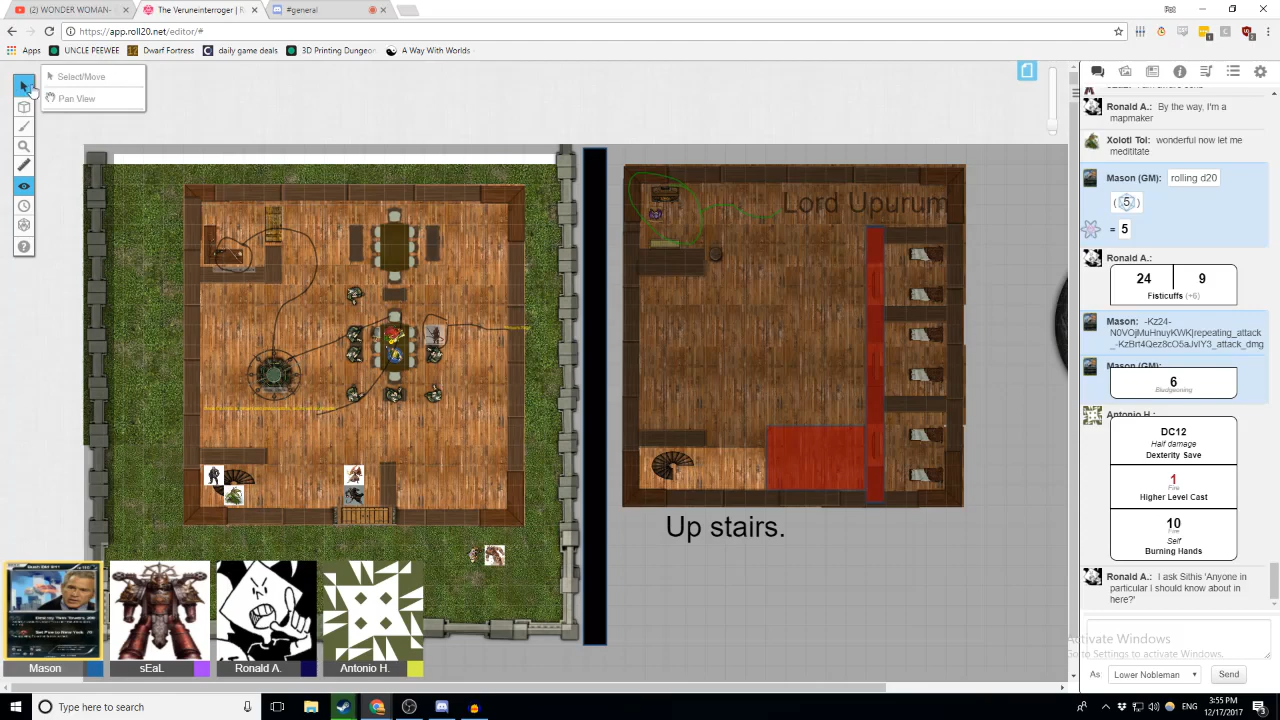 (2) WONDER WOMAN-
The Veruneinterroger | R
#general
https://app.roll20.net/editor/#
Apps
UNCLE PEEWEE
Dwarf Fortress
daily game deals
3D Printing Dungeon
A Way With Worlds
Select/Move
Pan View
Lord Upurum
Up stairs.
Mason
sEaL
Ronald A.
Antonio H.
Ronald A.: By the way, I'm a
mapmaker
Xolotl Tol: wonderful now let me
medititate
Mason (GM): rolling d20
( 5 )
= 5
Ronald A.:
24 9
Fisticuffs (+6)
Mason: -Kz24-
N0VOjMuHnuyKWK|repeating_attack
_-KzBrt4Qez8cO5aJvIY3_attack_dmg
Mason (GM):
6
Bludgeoning
Antonio H.:
DC12
Half damage
Dexterity Save
1
Fire
Higher Level Cast
10
Fire
Self
Burning Hands
Ronald A.: I ask Sithis 'Anyone in
particular I should know about in
here?'
Activate Windows
Go to Settings to activate Windows.
As
Lower Nobleman
Send
Type here to search
ENG
3:55 PM
12/17/2017